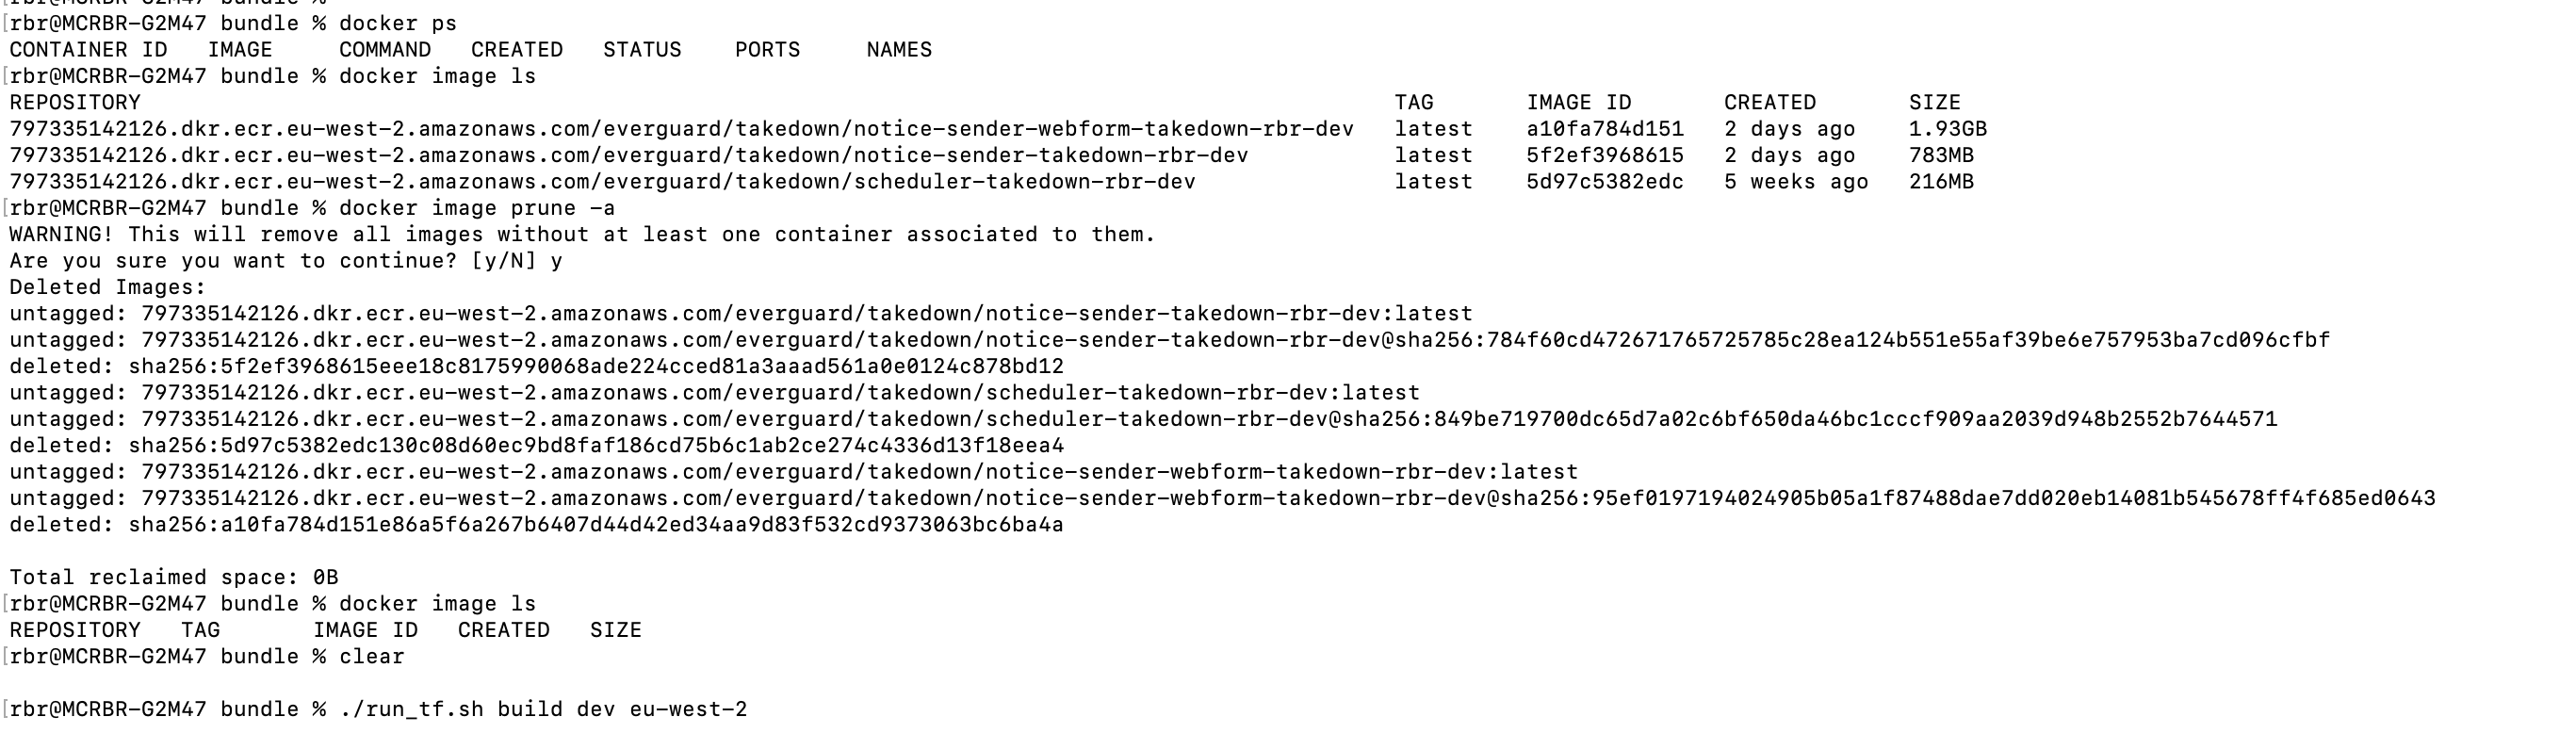 [rbr@MCRBR-G2M47 bundle %
[rbr@MCRBR-G2M47 bundle % docker ps
CONTAINER ID   IMAGE     COMMAND   CREATED   STATUS    PORTS     NAMES
[rbr@MCRBR-G2M47 bundle % docker image ls
REPOSITORY                                                                                               TAG       IMAGE ID       CREATED       SIZE
797335142126.dkr.ecr.eu-west-2.amazonaws.com/everguard/takedown/notice-sender-webform-takedown-rbr-dev   latest    a10fa784d151   2 days ago    1.93GB
797335142126.dkr.ecr.eu-west-2.amazonaws.com/everguard/takedown/notice-sender-takedown-rbr-dev           latest    5f2ef3968615   2 days ago    783MB
797335142126.dkr.ecr.eu-west-2.amazonaws.com/everguard/takedown/scheduler-takedown-rbr-dev               latest    5d97c5382edc   5 weeks ago   216MB
[rbr@MCRBR-G2M47 bundle % docker image prune -a
WARNING! This will remove all images without at least one container associated to them.
Are you sure you want to continue? [y/N] y
Deleted Images:
untagged: 797335142126.dkr.ecr.eu-west-2.amazonaws.com/everguard/takedown/notice-sender-takedown-rbr-dev:latest
untagged: 797335142126.dkr.ecr.eu-west-2.amazonaws.com/everguard/takedown/notice-sender-takedown-rbr-dev@sha256:784f60cd472671765725785c28ea124b551e55af39be6e757953ba7cd096cfbf
deleted: sha256:5f2ef3968615eee18c8175990068ade224cced81a3aaad561a0e0124c878bd12
untagged: 797335142126.dkr.ecr.eu-west-2.amazonaws.com/everguard/takedown/scheduler-takedown-rbr-dev:latest
untagged: 797335142126.dkr.ecr.eu-west-2.amazonaws.com/everguard/takedown/scheduler-takedown-rbr-dev@sha256:849be719700dc65d7a02c6bf650da46bc1cccf909aa2039d948b2552b7644571
deleted: sha256:5d97c5382edc130c08d60ec9bd8faf186cd75b6c1ab2ce274c4336d13f18eea4
untagged: 797335142126.dkr.ecr.eu-west-2.amazonaws.com/everguard/takedown/notice-sender-webform-takedown-rbr-dev:latest
untagged: 797335142126.dkr.ecr.eu-west-2.amazonaws.com/everguard/takedown/notice-sender-webform-takedown-rbr-dev@sha256:95ef0197194024905b05a1f87488dae7dd020eb14081b545678ff4f685ed0643
deleted: sha256:a10fa784d151e86a5f6a267b6407d44d42ed34aa9d83f532cd9373063bc6ba4a

Total reclaimed space: 0B
[rbr@MCRBR-G2M47 bundle % docker image ls
REPOSITORY   TAG       IMAGE ID   CREATED   SIZE
[rbr@MCRBR-G2M47 bundle % clear

[rbr@MCRBR-G2M47 bundle % ./run_tf.sh build dev eu-west-2